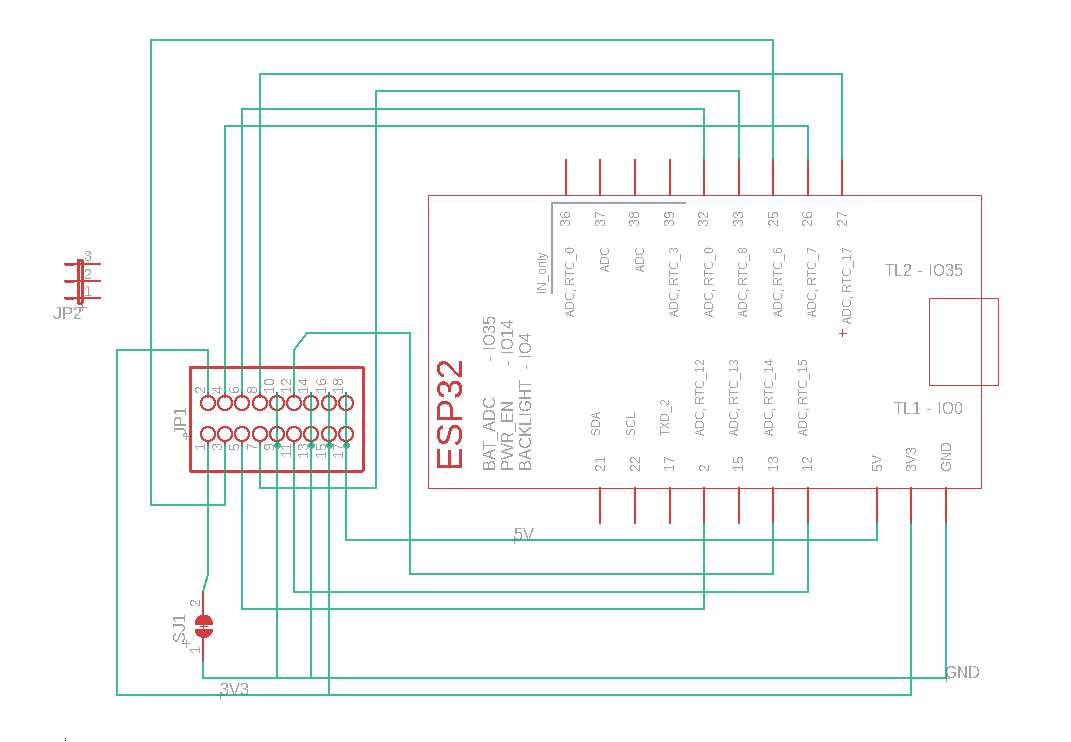 36
37
38
39
32
33
25
26
27
IN_only
ADC, RTC_0
ADC
ADC
ADC, RTC_3
ADC, RTC_0
ADC, RTC_8
ADC, RTC_6
ADC, RTC_7
ADC, RTC_17
TL2 - IO35
3
2
1
JP2
ESP32
BAT_ADC - IO35
PWR_EN - IO14
BACKLIGHT - IO4
2
4
6
8
10
12
14
16
18
JP1
1
3
5
7
9
11
13
15
17
SDA
SCL
TXD_2
ADC, RTC_12
ADC, RTC_13
ADC, RTC_14
ADC, RTC_15
TL1 - IO0
21
22
17
2
15
13
12
5V
3V3
GND
5V
2
SJ1
1
GND
3V3